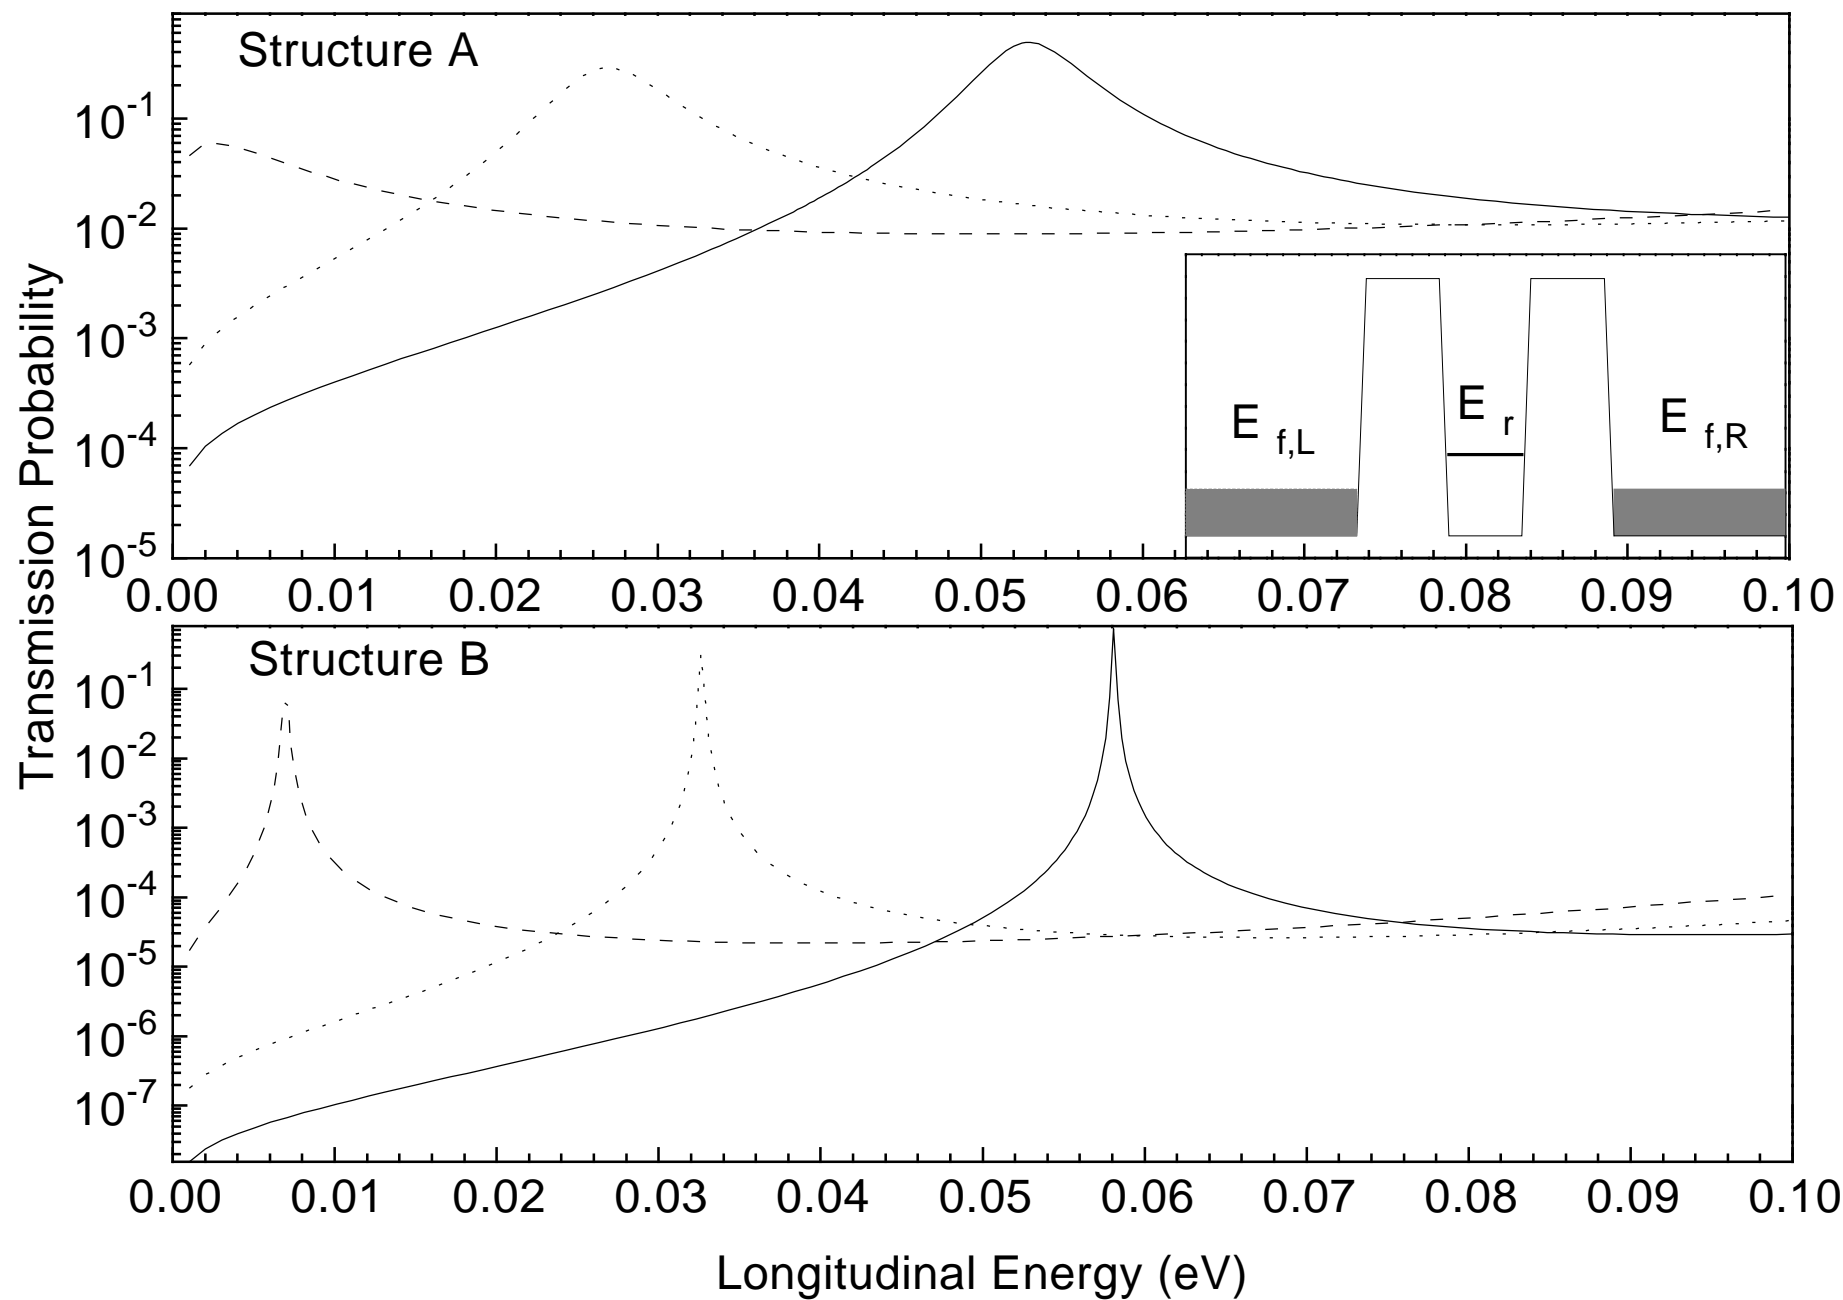 Structure A
Transmission Probability
10-1
10-2
10-3
10-4
10-5
E f,L
E r
E f,R
0.00 0.01 0.02 0.03 0.04 0.05 0.06 0.07 0.08 0.09 0.10
Structure B
10-1
10-2
10-3
10-4
10-5
10-6
10-7
0.00 0.01 0.02 0.03 0.04 0.05 0.06 0.07 0.08 0.09 0.10
Longitudinal Energy (eV)